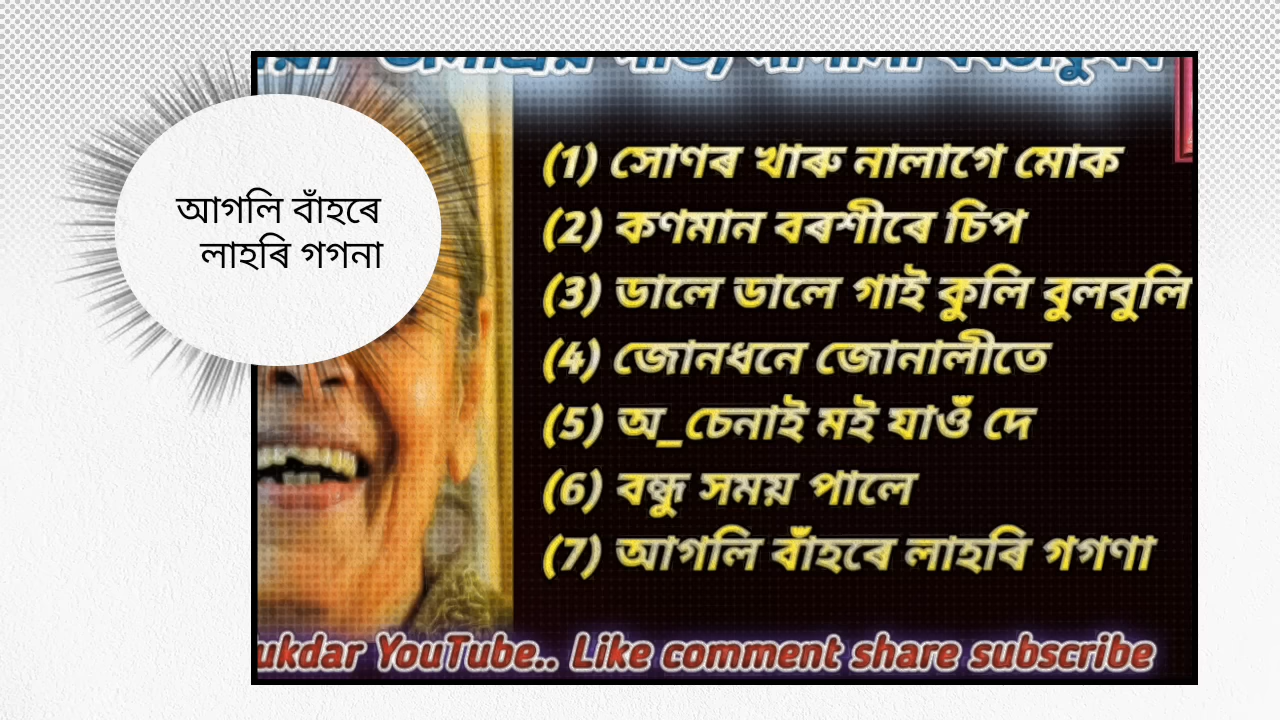 আগলি বাঁহৰে
লাহৰি গগনা
(1) সোণৰ খাৰু নালাগে মোক
(2) কণমান বৰশীৰে চিপ
(3) ডালে ডালে গাই কুলি বুলবুলি
(4) জোনধনে জোনালীতে
(5) অ_চেনাই মই যাওঁ দে
(6) বন্ধু সময় পালে
(7) আগলি বাঁহৰে লাহৰি গগণা
ukdar YouTube.. Like comment share subscribe